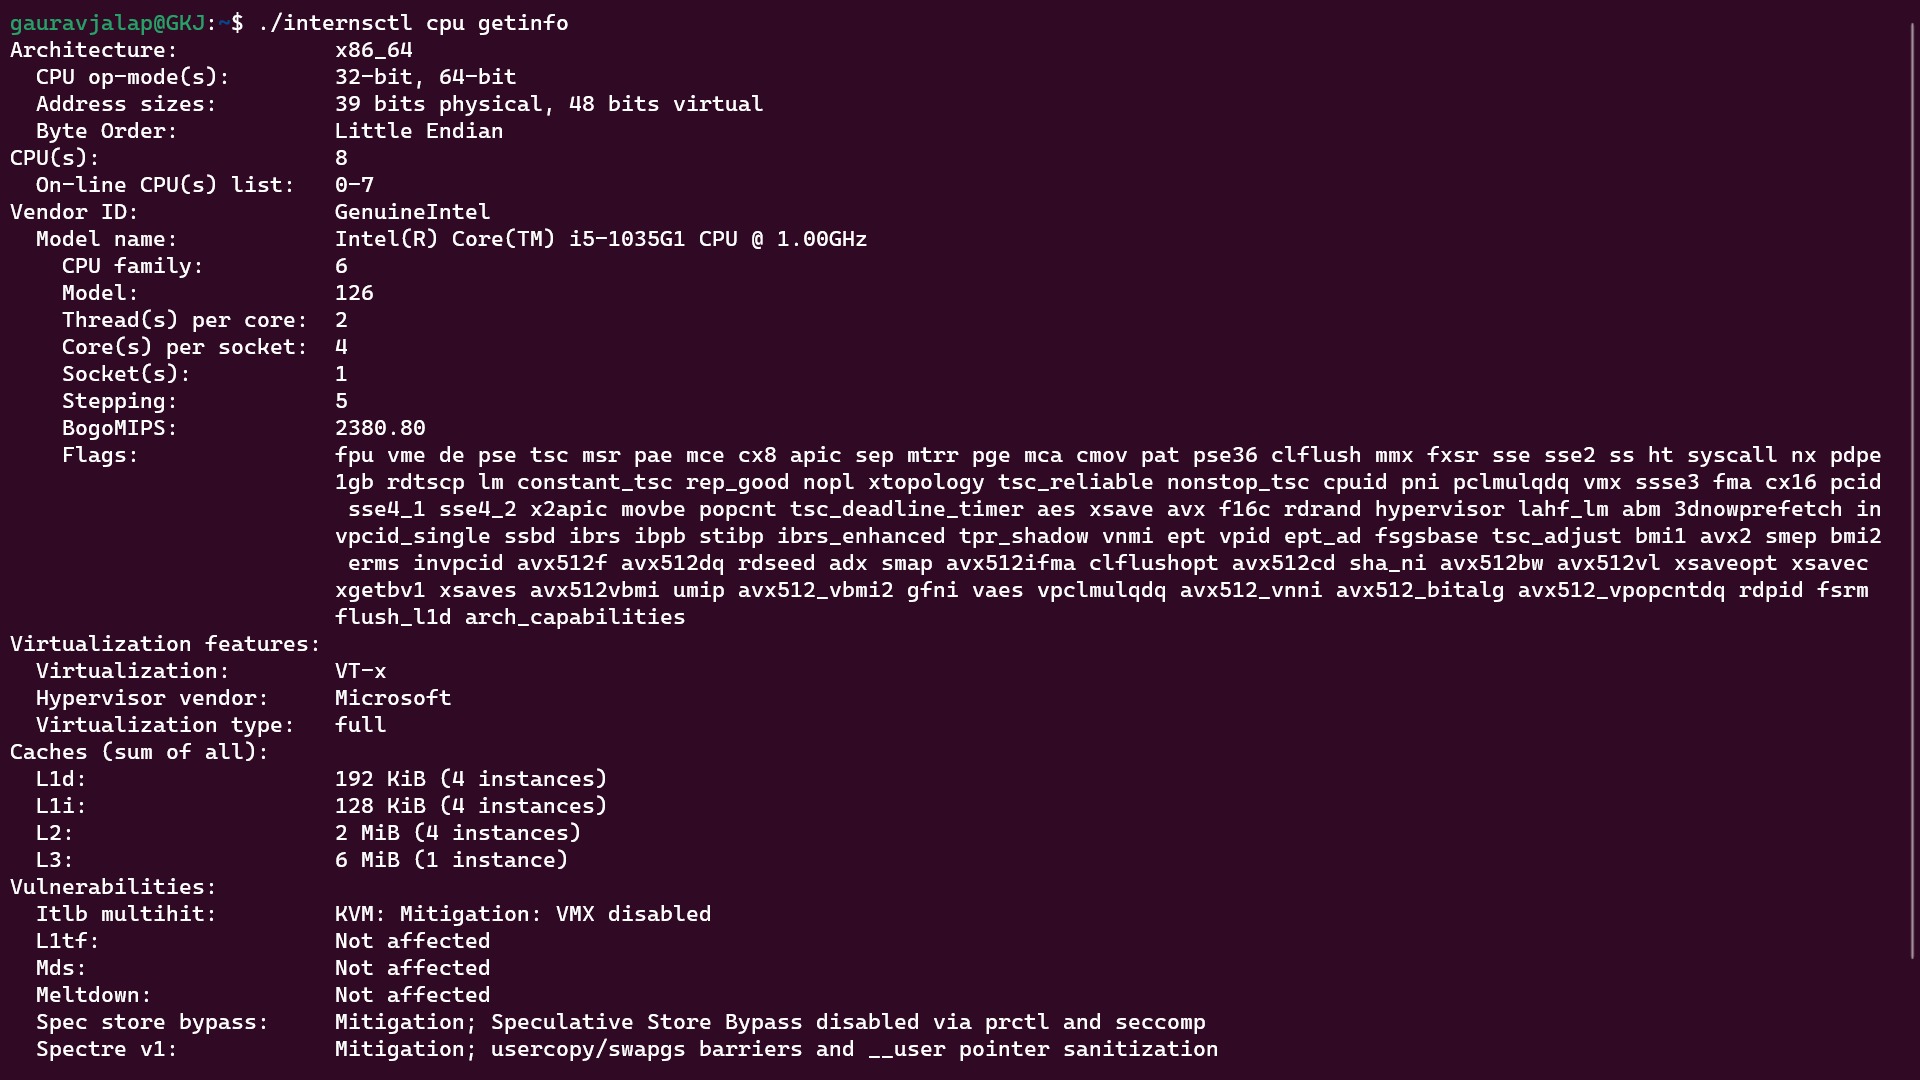 gauravjalap@GKJ:~$ ./internsctl cpu getinfo
Architecture:            x86_64
  CPU op-mode(s):        32-bit, 64-bit
  Address sizes:         39 bits physical, 48 bits virtual
  Byte Order:            Little Endian
CPU(s):                  8
  On-line CPU(s) list:   0-7
Vendor ID:               GenuineIntel
  Model name:            Intel(R) Core(TM) i5-1035G1 CPU @ 1.00GHz
    CPU family:          6
    Model:               126
    Thread(s) per core:  2
    Core(s) per socket:  4
    Socket(s):           1
    Stepping:            5
    BogoMIPS:            2380.80
    Flags:               fpu vme de pse tsc msr pae mce cx8 apic sep mtrr pge mca cmov pat pse36 clflush mmx fxsr sse sse2 ss ht syscall nx pdpe
                         1gb rdtscp lm constant_tsc rep_good nopl xtopology tsc_reliable nonstop_tsc cpuid pni pclmulqdq vmx ssse3 fma cx16 pcid
                          sse4_1 sse4_2 x2apic movbe popcnt tsc_deadline_timer aes xsave avx f16c rdrand hypervisor lahf_lm abm 3dnowprefetch in
                         vpcid_single ssbd ibrs ibpb stibp ibrs_enhanced tpr_shadow vnmi ept vpid ept_ad fsgsbase tsc_adjust bmi1 avx2 smep bmi2
                          erms invpcid avx512f avx512dq rdseed adx smap avx512ifma clflushopt avx512cd sha_ni avx512bw avx512vl xsaveopt xsavec
                         xgetbv1 xsaves avx512vbmi umip avx512_vbmi2 gfni vaes vpclmulqdq avx512_vnni avx512_bitalg avx512_vpopcntdq rdpid fsrm
                         flush_l1d arch_capabilities
Virtualization features:
  Virtualization:        VT-x
  Hypervisor vendor:     Microsoft
  Virtualization type:   full
Caches (sum of all):
  L1d:                   192 KiB (4 instances)
  L1i:                   128 KiB (4 instances)
  L2:                    2 MiB (4 instances)
  L3:                    6 MiB (1 instance)
Vulnerabilities:
  Itlb multihit:         KVM: Mitigation: VMX disabled
  L1tf:                  Not affected
  Mds:                   Not affected
  Meltdown:              Not affected
  Spec store bypass:     Mitigation; Speculative Store Bypass disabled via prctl and seccomp
  Spectre v1:            Mitigation; usercopy/swapgs barriers and __user pointer sanitization